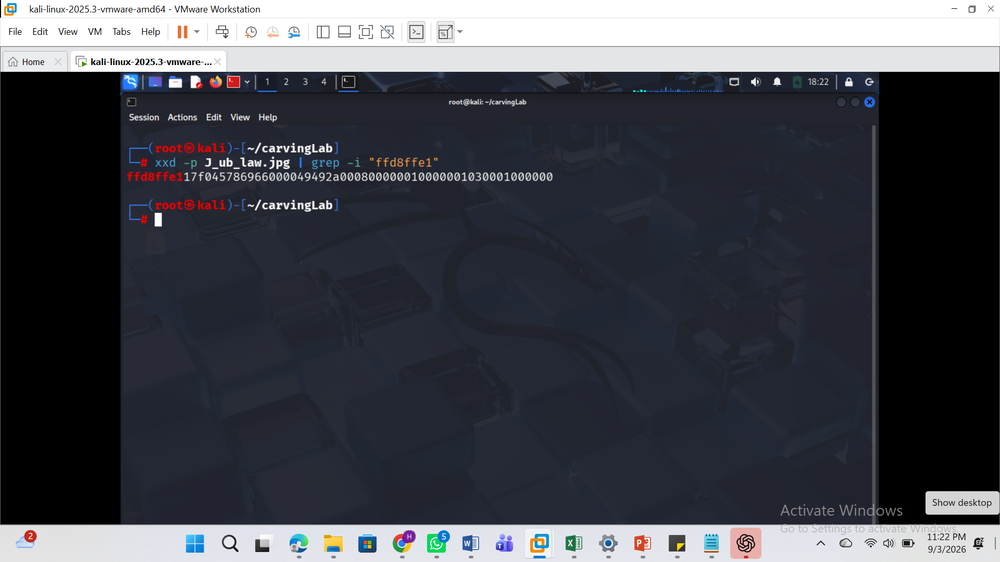 kali-linux-2025.3-vmware-amd64 - VMware Workstation
File Edit View VM Tabs Help
Home
kali-linux-2025.3-vmware-...
1 2 3 4
18:22
root@kali: ~/carvingLab
Session Actions Edit View Help
┌──(root㉿kali)-[~/carvingLab]
└─# xxd -p J_ub_law.jpg | grep -i "ffd8ffe1"
ffd8ffe117f045786966000049492a0008000000010000001030001000000
┌──(root㉿kali)-[~/carvingLab]
└─#
Show desktop
Activate Windows
Go to Settings to activate Windows.
2
H
5
11:22 PM
9/3/2026